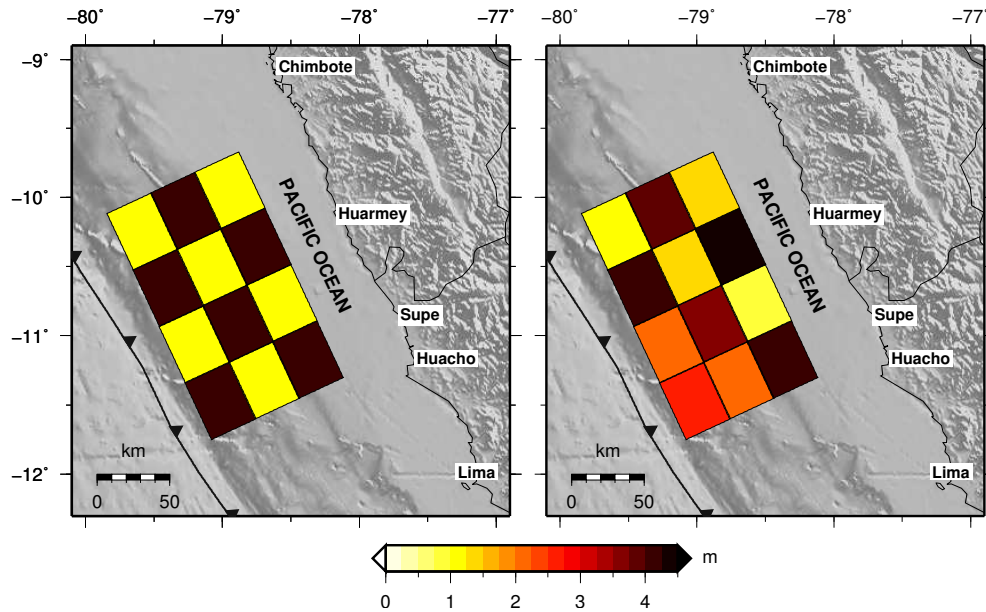 −80° −79° −78° −77° −80° −79° −78° −77°
−9°
−10°
−11°
−12°
Chimbote
PACIFIC OCEAN
Huarmey
Supe
Huacho
Lima
km
0 50
Chimbote
PACIFIC OCEAN
Huarmey
Supe
Huacho
Lima
km
0 50
m
0 1 2 3 4